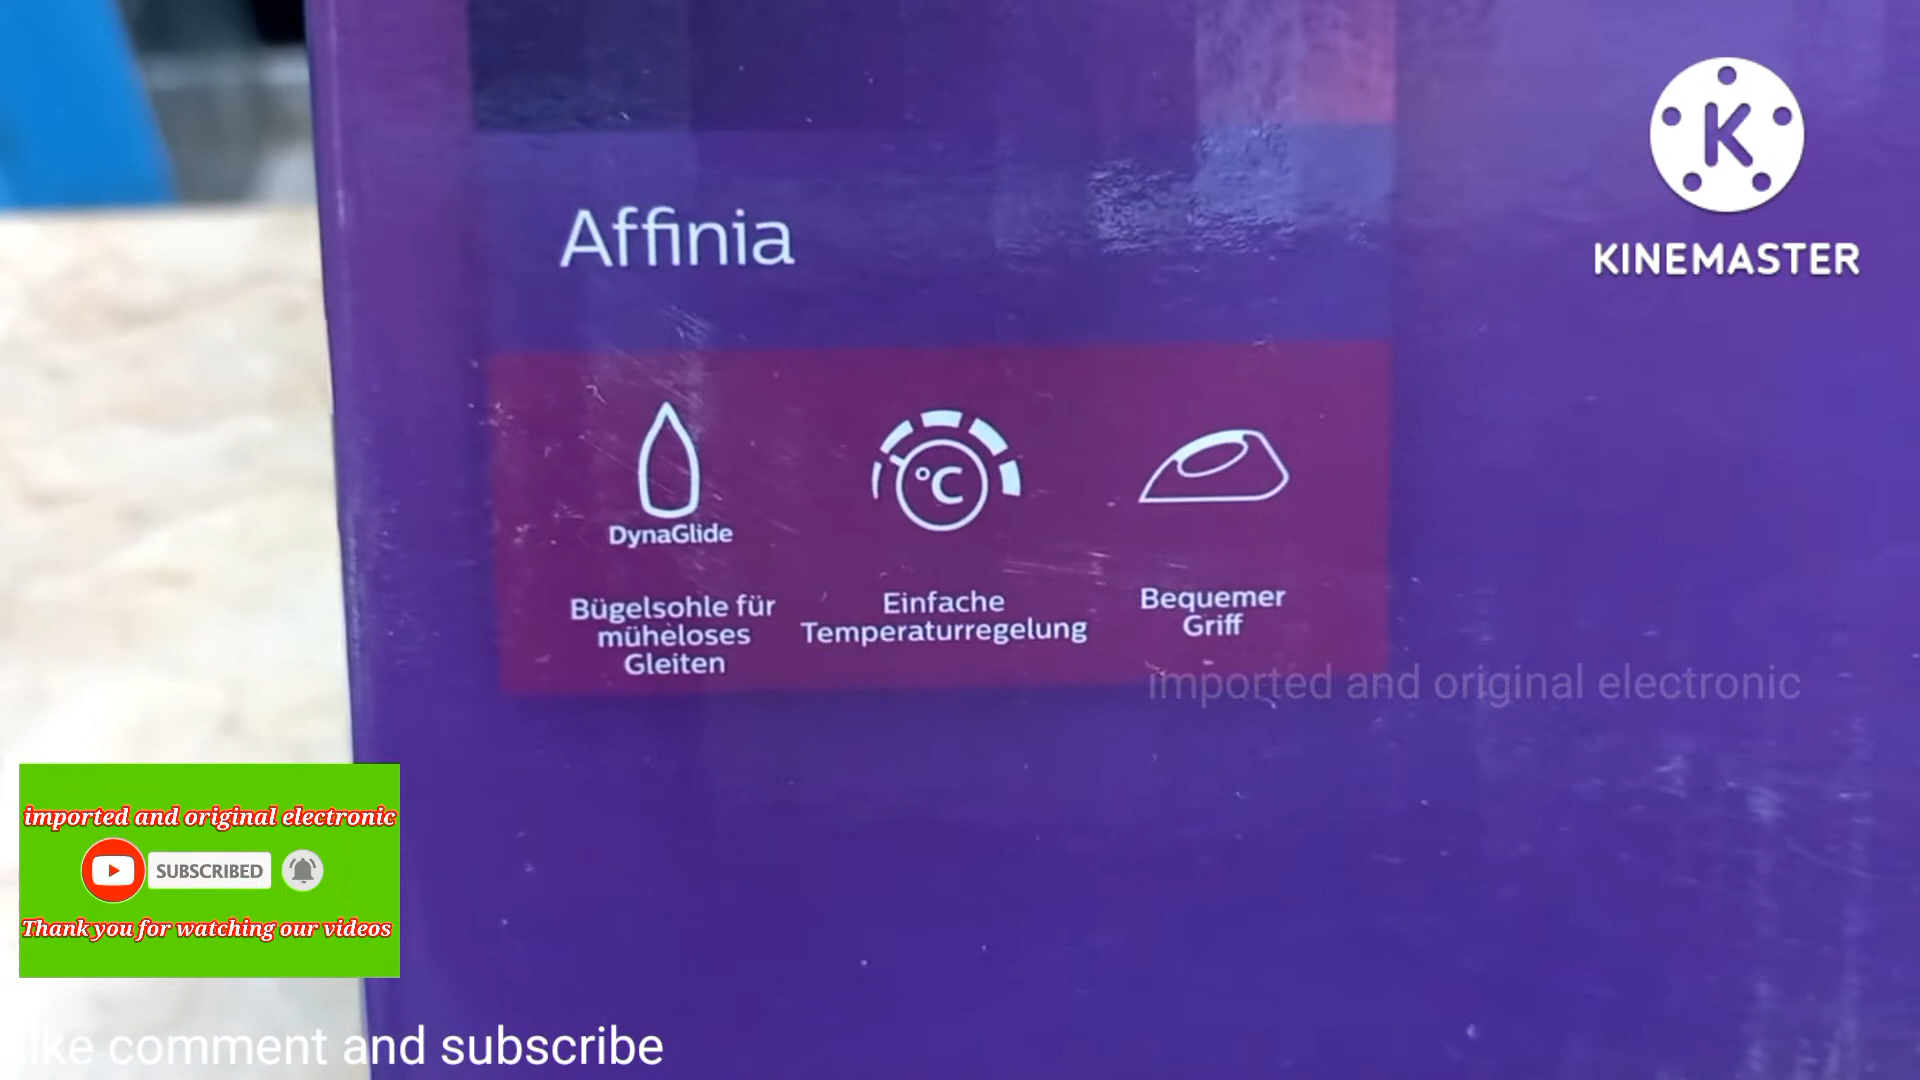 KINEMASTER
Affinia
°C
DynaGlide
Bügelsohle für
müheloses
Gleiten
Einfache
Temperaturregelung
Bequemer
Griff
imported and original electronic
imported and original electronic
SUBSCRIBED
Thank you for watching our videos
comment and subscribe